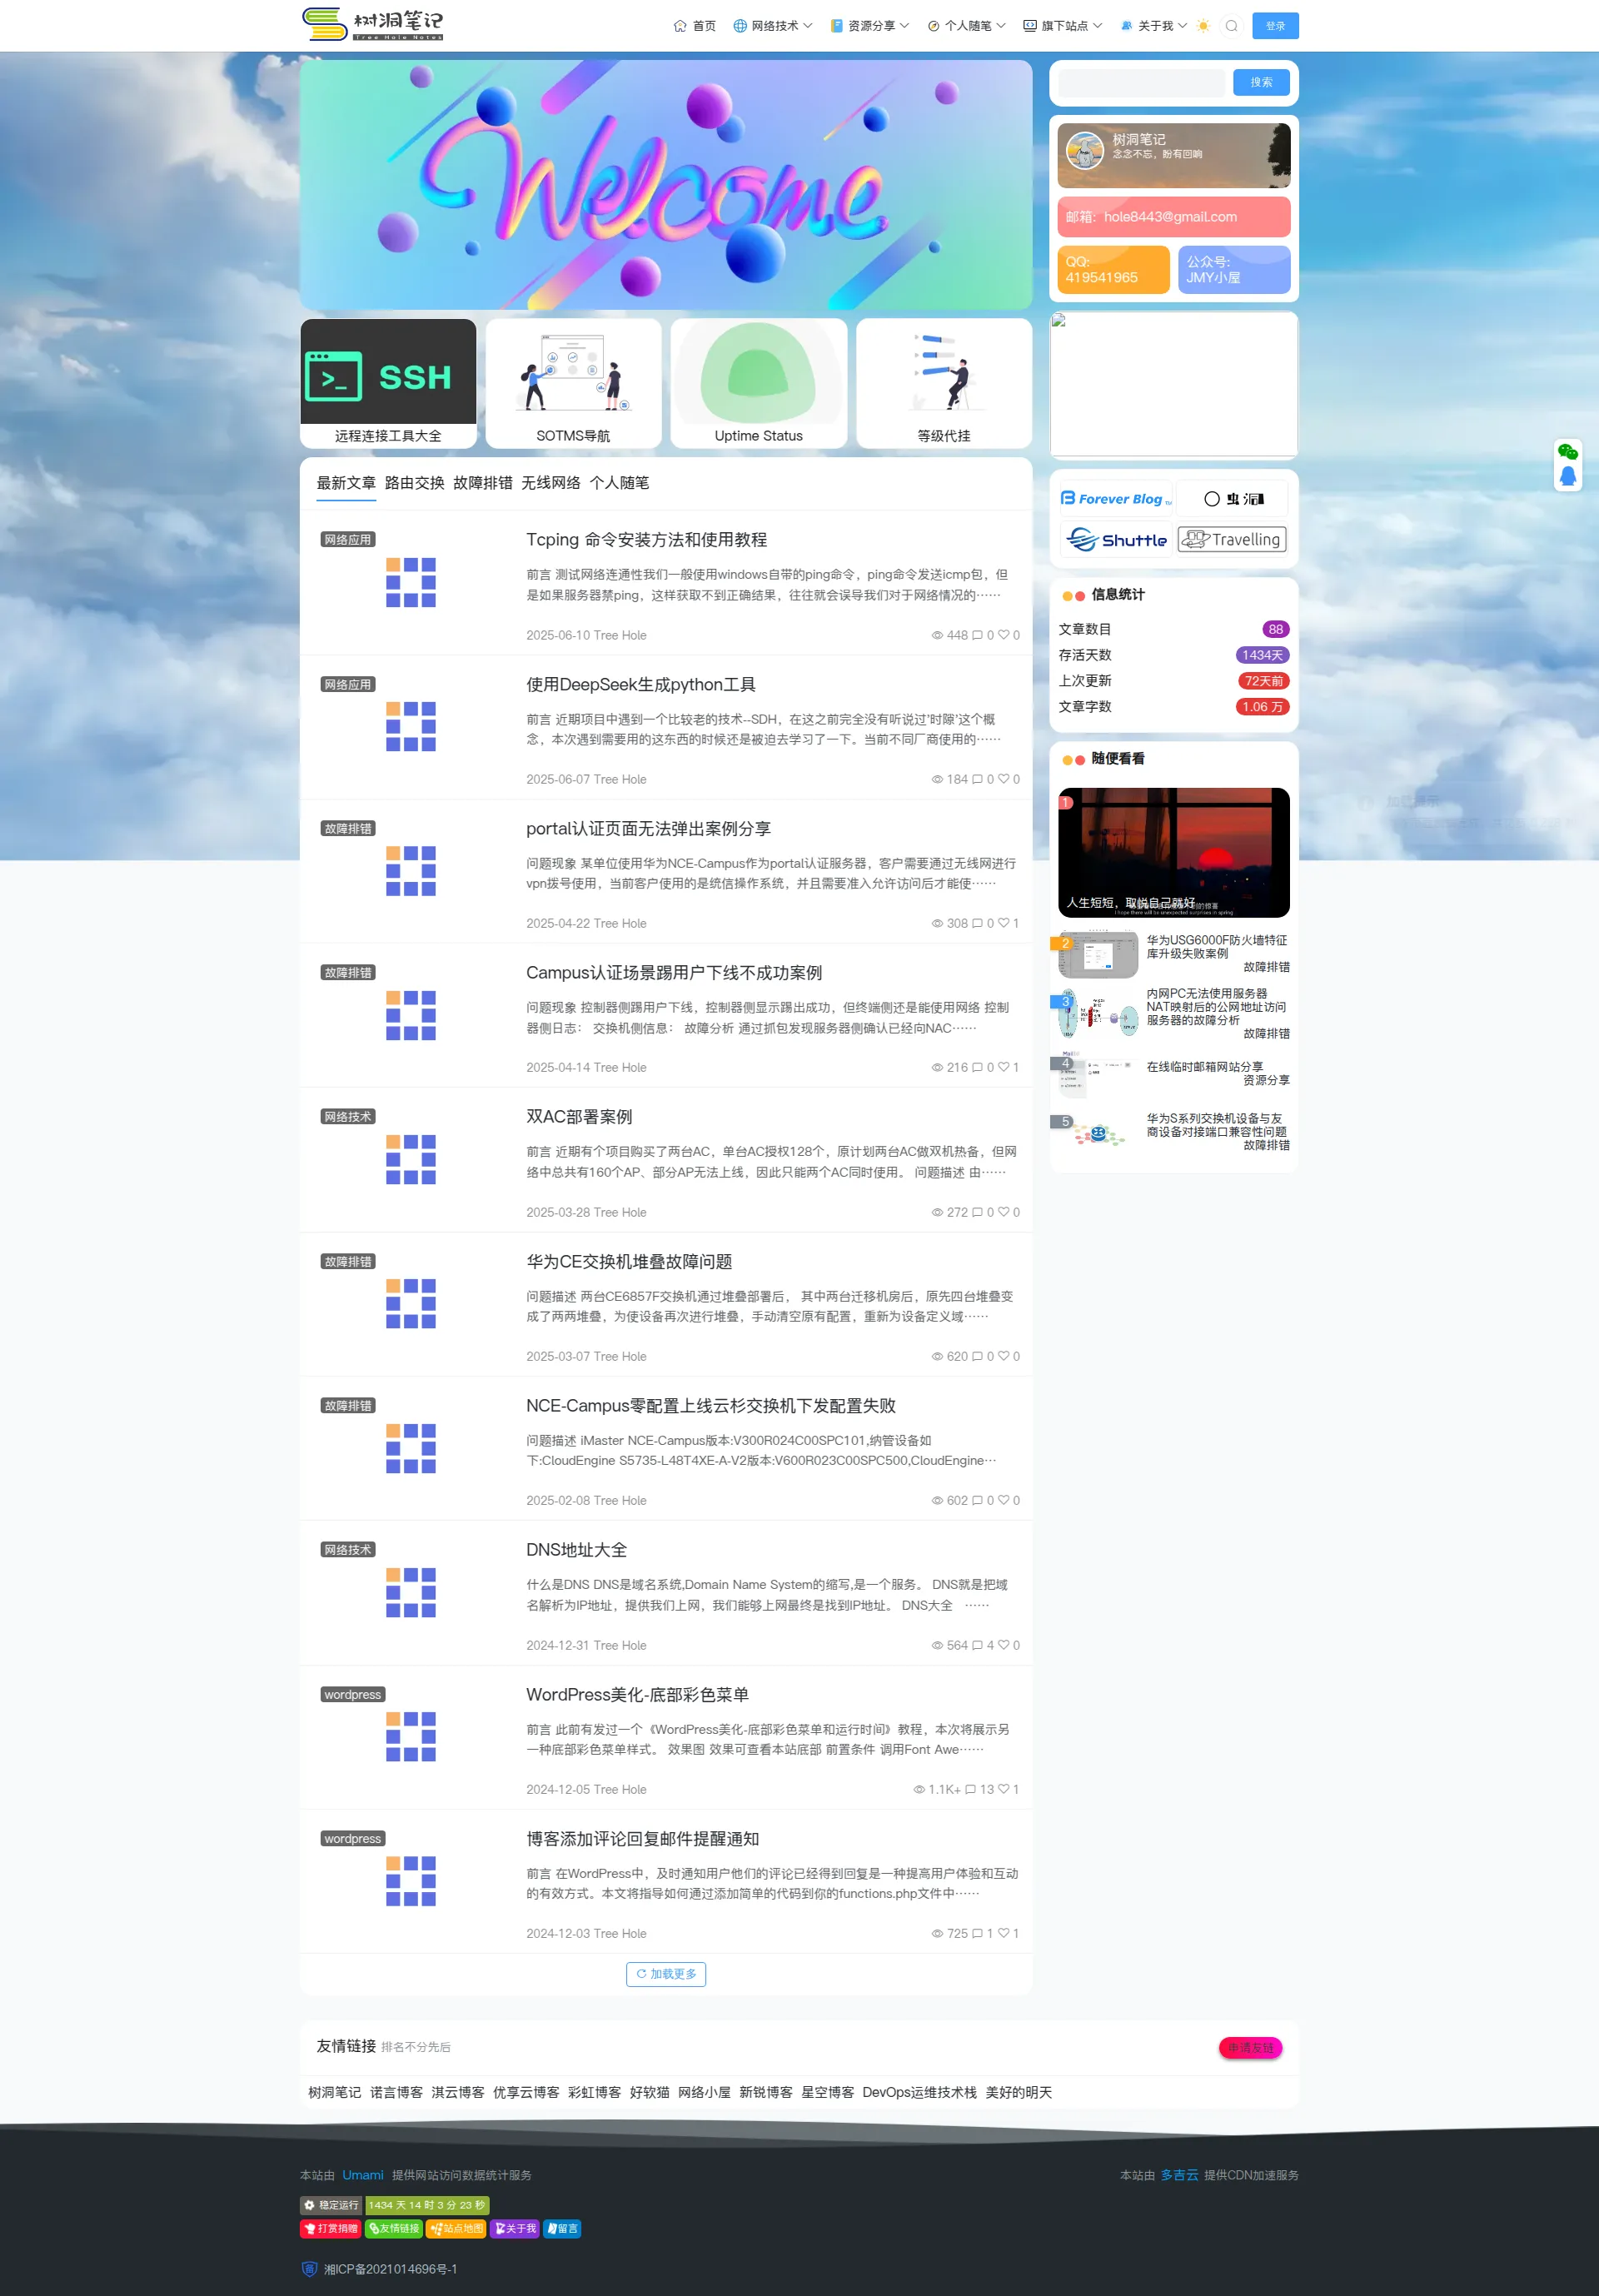 树洞笔记
Tree Hole Notes
首页 网络技术 资源分享 个人随笔 旗下站点 关于我 登录
Welcome
搜索
树洞笔记
念念不忘，盼有回响
邮箱：hole8443@gmail.com
QQ:
419541965
公众号:
JMY小屋
>_ SSH
远程连接工具大全
SOTMS导航
Uptime Status
等级代挂
最新文章 路由交换 故障排错 无线网络 个人随笔
网络应用
Tcping 命令安装方法和使用教程
前言 测试网络连通性我们一般使用windows自带的ping命令，ping命令发送icmp包，但
是如果服务器禁ping，这样获取不到正确结果，往往就会误导我们对于网络情况的……
2025-06-10 Tree Hole 448 0 0
网络应用
使用DeepSeek生成python工具
前言 近期项目中遇到一个比较老的技术--SDH，在这之前完全没有听说过'时隙'这个概
念，本次遇到需要用的这东西的时候还是被迫去学习了一下。当前不同厂商使用的……
2025-06-07 Tree Hole 184 0 0
故障排错
portal认证页面无法弹出案例分享
问题现象 某单位使用华为NCE-Campus作为portal认证服务器，客户需要通过无线网进行
vpn拨号使用，当前客户使用的是统信操作系统，并且需要准入允许访问后才能使……
2025-04-22 Tree Hole 308 0 1
故障排错
Campus认证场景踢用户下线不成功案例
问题现象 控制器侧踢用户下线，控制器侧显示踢出成功，但终端侧还是能使用网络 控制
器侧日志： 交换机侧信息： 故障分析 通过抓包发现服务器侧确认已经向NAC……
2025-04-14 Tree Hole 216 0 1
网络技术
双AC部署案例
前言 近期有个项目购买了两台AC，单台AC授权128个，原计划两台AC做双机热备，但网
络中总共有160个AP、部分AP无法上线，因此只能两个AC同时使用。 问题描述 由……
2025-03-28 Tree Hole 272 0 0
故障排错
华为CE交换机堆叠故障问题
问题描述 两台CE6857F交换机通过堆叠部署后， 其中两台迁移机房后，原先四台堆叠变
成了两两堆叠，为使设备再次进行堆叠，手动清空原有配置，重新为设备定义域……
2025-03-07 Tree Hole 620 0 0
故障排错
NCE-Campus零配置上线云杉交换机下发配置失败
问题描述 iMaster NCE-Campus版本:V300R024C00SPC101,纳管设备如
下:CloudEngine S5735-L48T4XE-A-V2版本:V600R023C00SPC500,CloudEngine…
2025-02-08 Tree Hole 602 0 0
网络技术
DNS地址大全
什么是DNS DNS是域名系统,Domain Name System的缩写,是一个服务。 DNS就是把域
名解析为IP地址，提供我们上网，我们能够上网最终是找到IP地址。 DNS大全 ……
2024-12-31 Tree Hole 564 4 0
wordpress
WordPress美化-底部彩色菜单
前言 此前有发过一个《WordPress美化-底部彩色菜单和运行时间》教程，本次将展示另
一种底部彩色菜单样式。 效果图 效果可查看本站底部 前置条件 调用Font Awe……
2024-12-05 Tree Hole 1.1K+ 13 1
wordpress
博客添加评论回复邮件提醒通知
前言 在WordPress中，及时通知用户他们的评论已经得到回复是一种提高用户体验和互动
的有效方式。本文将指导如何通过添加简单的代码到你的functions.php文件中……
2024-12-03 Tree Hole 725 1 1
加载更多
Forever Blog
虫洞
Shuttle
Travelling
信息统计
文章数目 88
存活天数 1434天
上次更新 72天前
文章字数 1.06 万
随便看看
1
人生短短，取悦自己就好
I hope there will be unexpected surprises in spring
2
华为USG6000F防火墙特征
库升级失败案例
故障排错
3
内网PC无法使用服务器
NAT映射后的公网地址访问
服务器的故障分析
故障排错
4
在线临时邮箱网站分享
资源分享
5
华为S系列交换机设备与友
商设备对接端口兼容性问题
故障排错
友情链接 排名不分先后 申请友链
树洞笔记 诺言博客 淇云博客 优享云博客 彩虹博客 好软猫 网络小屋 新锐博客 星空博客 DevOps运维技术栈 美好的明天
本站由 Umami 提供网站访问数据统计服务
本站由 多吉云 提供CDN加速服务
稳定运行 1434 天 14 时 3 分 23 秒
打赏捐赠 友情链接 站点地图 关于我 留言
湘ICP备2021014696号-1